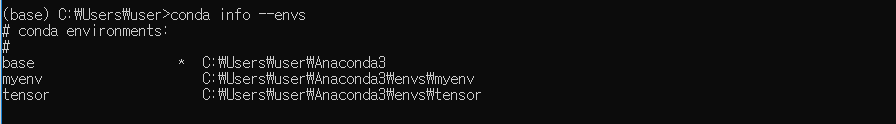 (base) C:₩Users₩user>conda info --envs
# conda environments:
#
base                  *  C:₩Users₩user₩Anaconda3
myenv                    C:₩Users₩user₩Anaconda3₩envs₩myenv
tensor                   C:₩Users₩user₩Anaconda3₩envs₩tensor